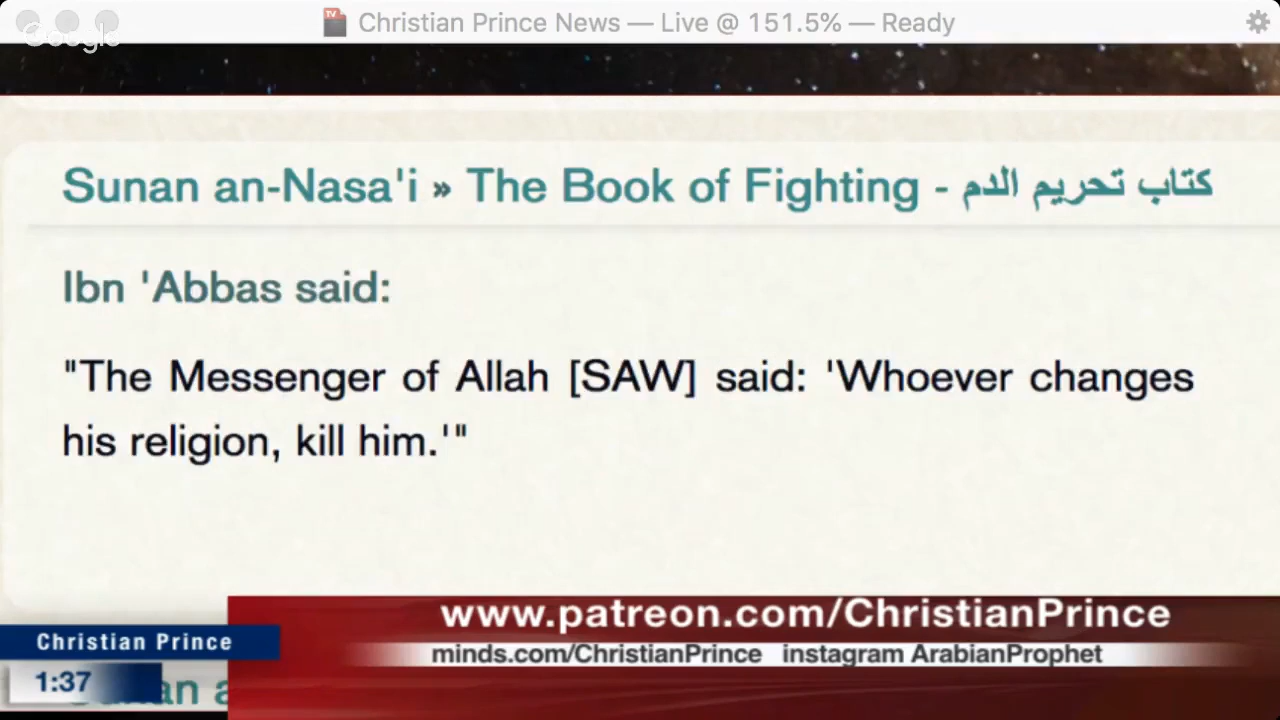 Christian Prince News — Live @ 151.5% — Ready
Google
Sunan an-Nasa'i » The Book of Fighting - كتاب تحريم الدم
Ibn 'Abbas said:
"The Messenger of Allah [SAW] said: 'Whoever changes
his religion, kill him.'"
www.patreon.com/ChristianPrince
Christian Prince
minds.com/ChristianPrince instagram ArabianProphet
1:37